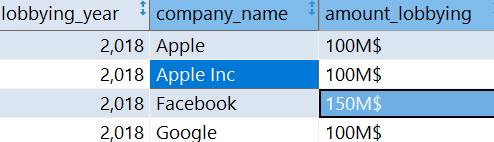 lobbying_year company_name amount_lobbying
2,018 Apple 100M$
2,018 Apple Inc 100M$
2,018 Facebook 150M$
2,018 Google 100M$